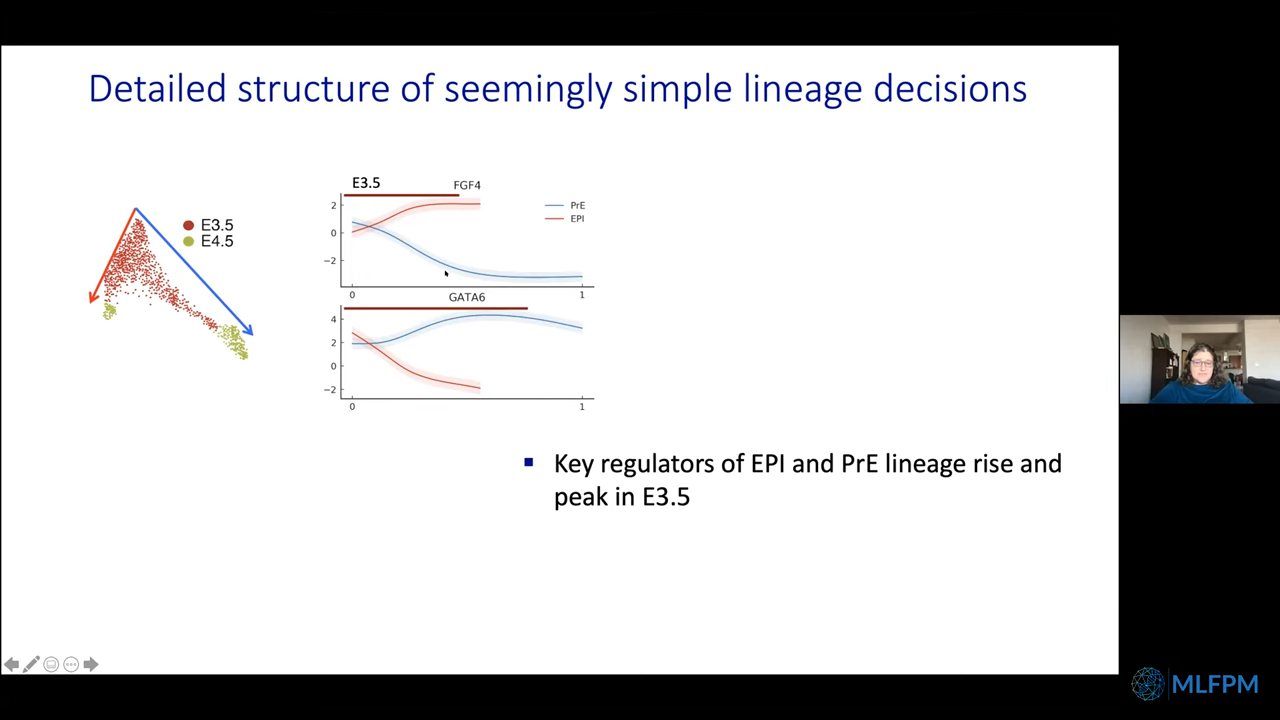 Detailed structure of seemingly simple lineage decisions
E3.5
E4.5
E3.5
FGF4
PrE
EPI
2
0
−2
0
1
GATA6
4
2
0
−2
0
1
Key regulators of EPI and PrE lineage rise and
peak in E3.5
MLFPM